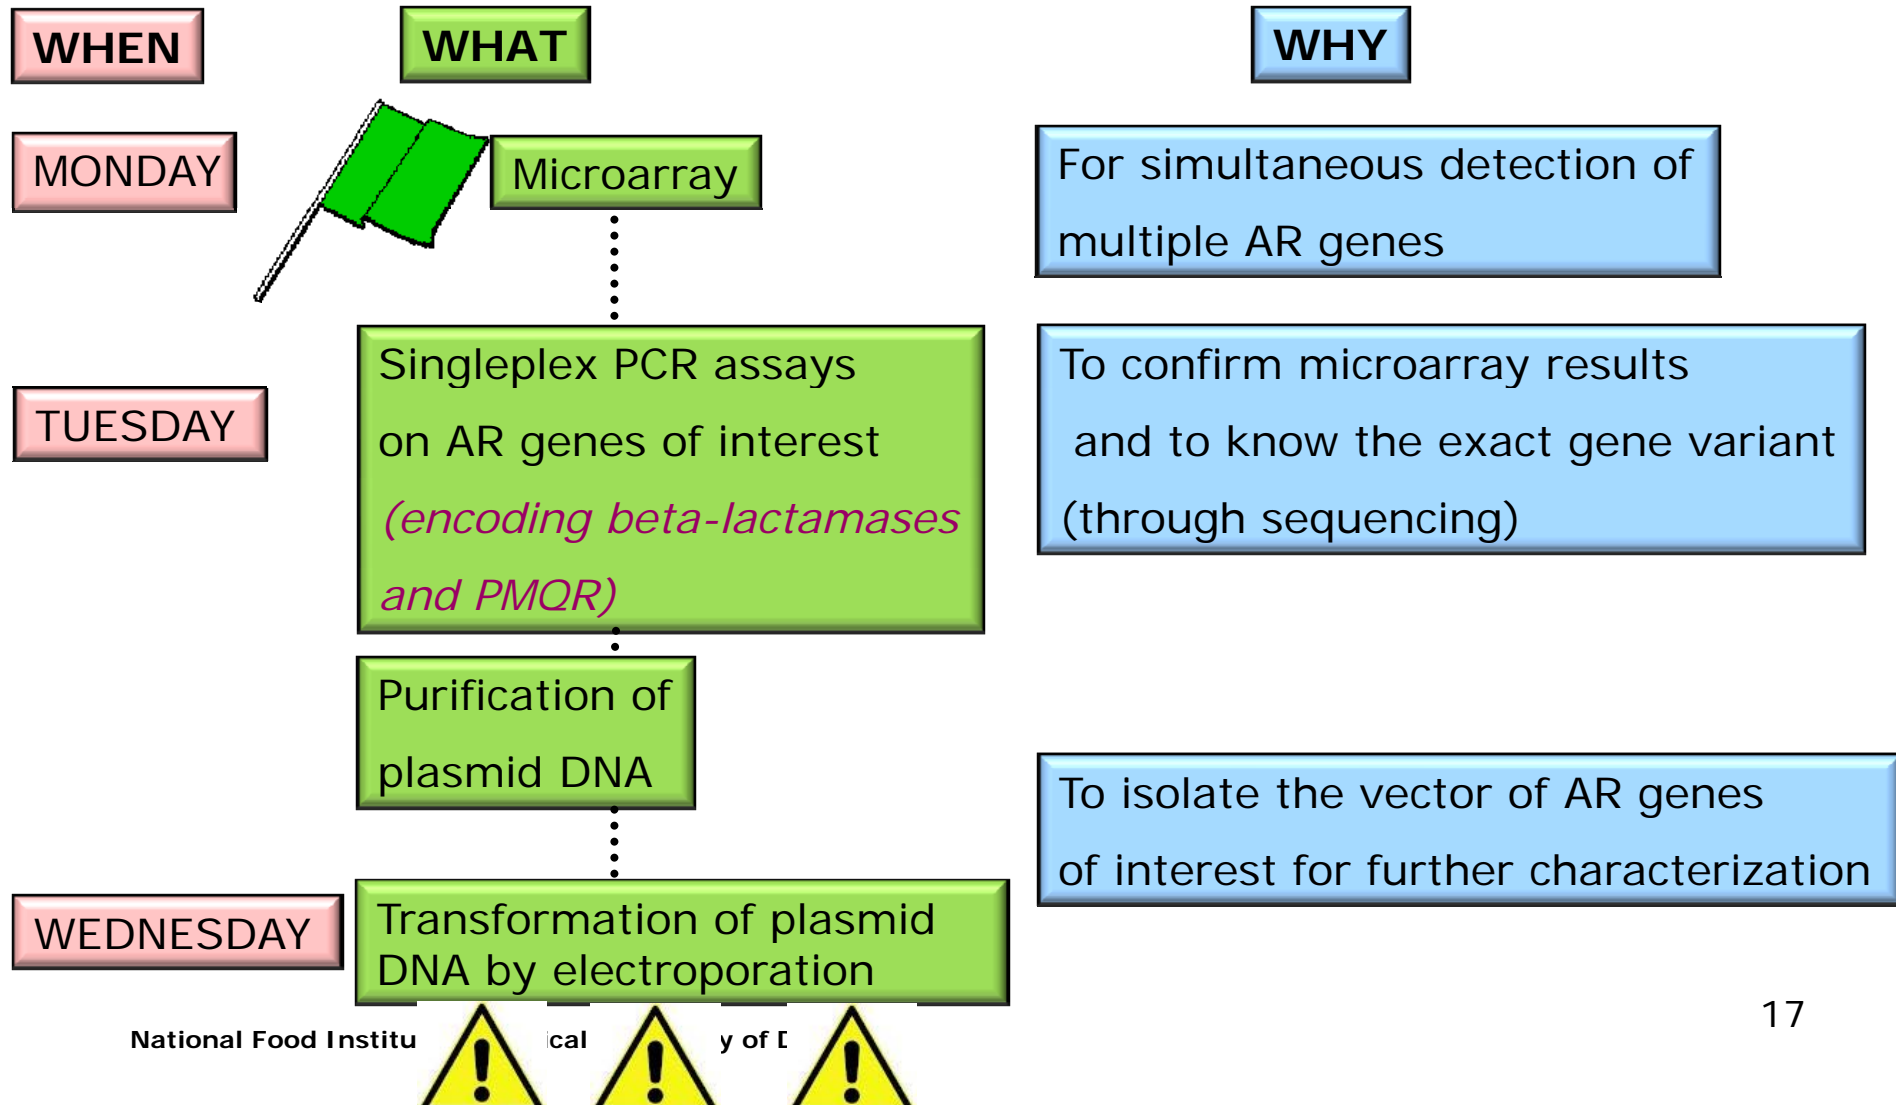 WHEN
WHAT
WHY
MONDAY
Microarray
For simultaneous detection of
multiple AR genes
TUESDAY
Singleplex PCR assays
on AR genes of interest
(encoding beta-lactamases
and PMQR)
To confirm microarray results
and to know the exact gene variant
(through sequencing)
Purification of
plasmid DNA
To isolate the vector of AR genes
of interest for further characterization
WEDNESDAY
Transformation of plasmid
DNA by electroporation
National Food of
17